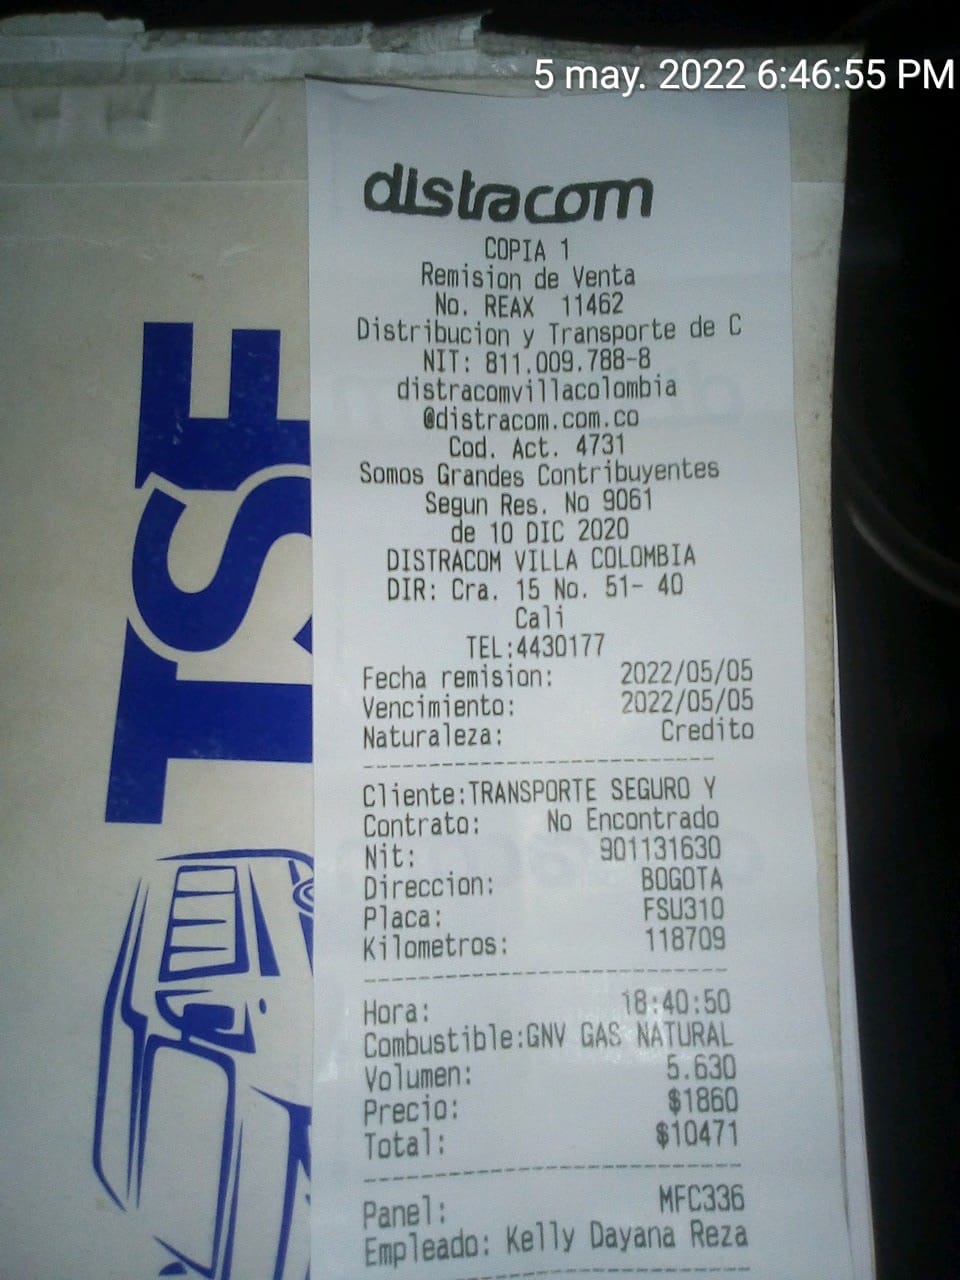 5 may. 2022 6:46:55 PM
distracom
COPIA 1
Remision de Venta
No. REAX 11462
Distribucion y Transporte de C
NIT: 811.009.788-8
distracomvillacolombia
@distracom.com.co
Cod. Act. 4731
Somos Grandes Contribuyentes
Segun Res. No 9061
de 10 DIC 2020
DISTRACOM VILLA COLOMBIA
DIR: Cra. 15 No. 51- 40
Cali
TEL:4430177
Fecha remision: 2022/05/05
Vencimiento: 2022/05/05
Naturaleza: Credito
Cliente:TRANSPORTE SEGURO Y
Contrato: No Encontrado
Nit: 901131630
Direccion: BOGOTA
Placa: FSU310
Kilometros: 118709
Hora: 18:40:50
Combustible:GNV GAS NATURAL
Volumen: 5.630
Precio: $1860
Total: $10471
Panel: MFC336
Empleado: Kelly Dayana Reza
TSE